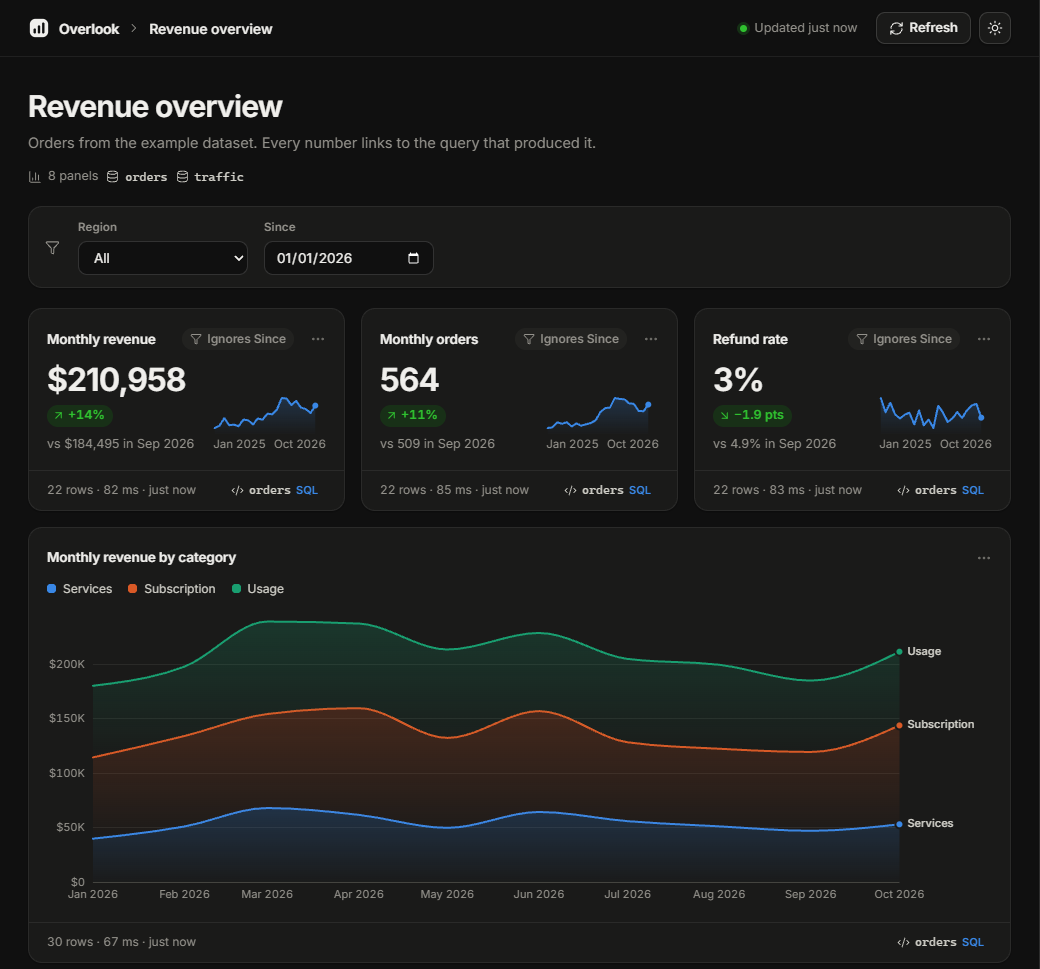 Overlook > Revenue overview
Updated just now
Refresh
Revenue overview
Orders from the example dataset. Every number links to the query that produced it.
8 panels orders traffic
Region
All
Since
01/01/2026
Monthly revenue
Ignores Since
$210,958
+14%
vs $184,495 in Sep 2026
Jan 2025 Oct 2026
22 rows · 82 ms · just now
orders SQL
Monthly orders
Ignores Since
564
+11%
vs 509 in Sep 2026
Jan 2025 Oct 2026
22 rows · 85 ms · just now
orders SQL
Refund rate
Ignores Since
3%
−1.9 pts
vs 4.9% in Sep 2026
Jan 2025 Oct 2026
22 rows · 83 ms · just now
orders SQL
Monthly revenue by category
Services Subscription Usage
$200K
$150K
$100K
$50K
$0
Usage
Subscription
Services
Jan 2026 Feb 2026 Mar 2026 Apr 2026 May 2026 Jun 2026 Jul 2026 Aug 2026 Sep 2026 Oct 2026
30 rows · 67 ms · just now
orders SQL